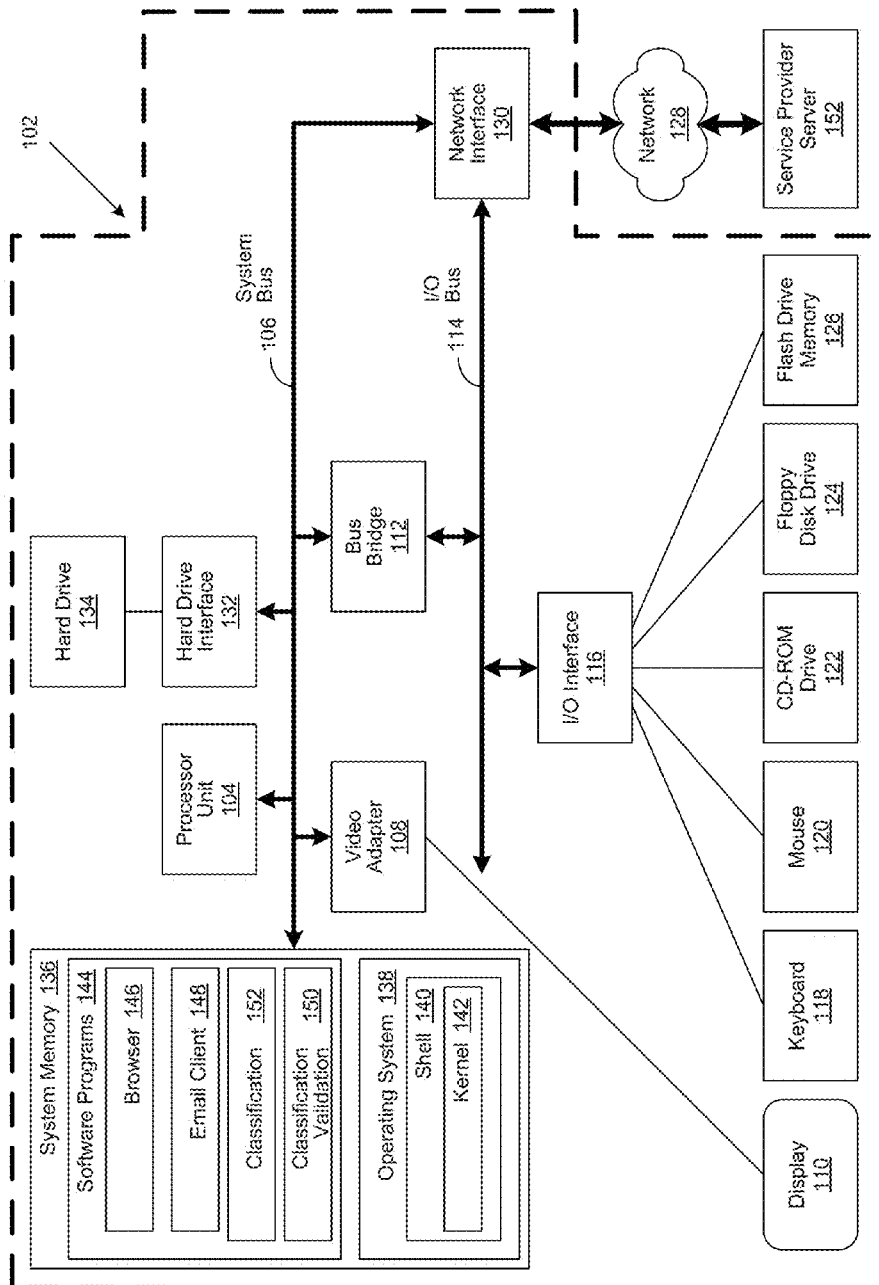 102
System Memory 136
Software Programs 144
Browser 146
Email Client 148
Classification 152
Classification
Validation 150
Operating System 138
Shell 140
Kernel 142
Processor
Unit
104
Hard Drive
134
Hard Drive
Interface
132
Video
Adapter
108
Bus
Bridge
112
106
System
Bus
114
I/O
Bus
Network
Interface
130
I/O Interface
116
Network
128
Display
110
Keyboard
118
Mouse
120
CD-ROM
Drive
122
Floppy
Disk Drive
124
Flash Drive
Memory
126
Service Provider
Server
152